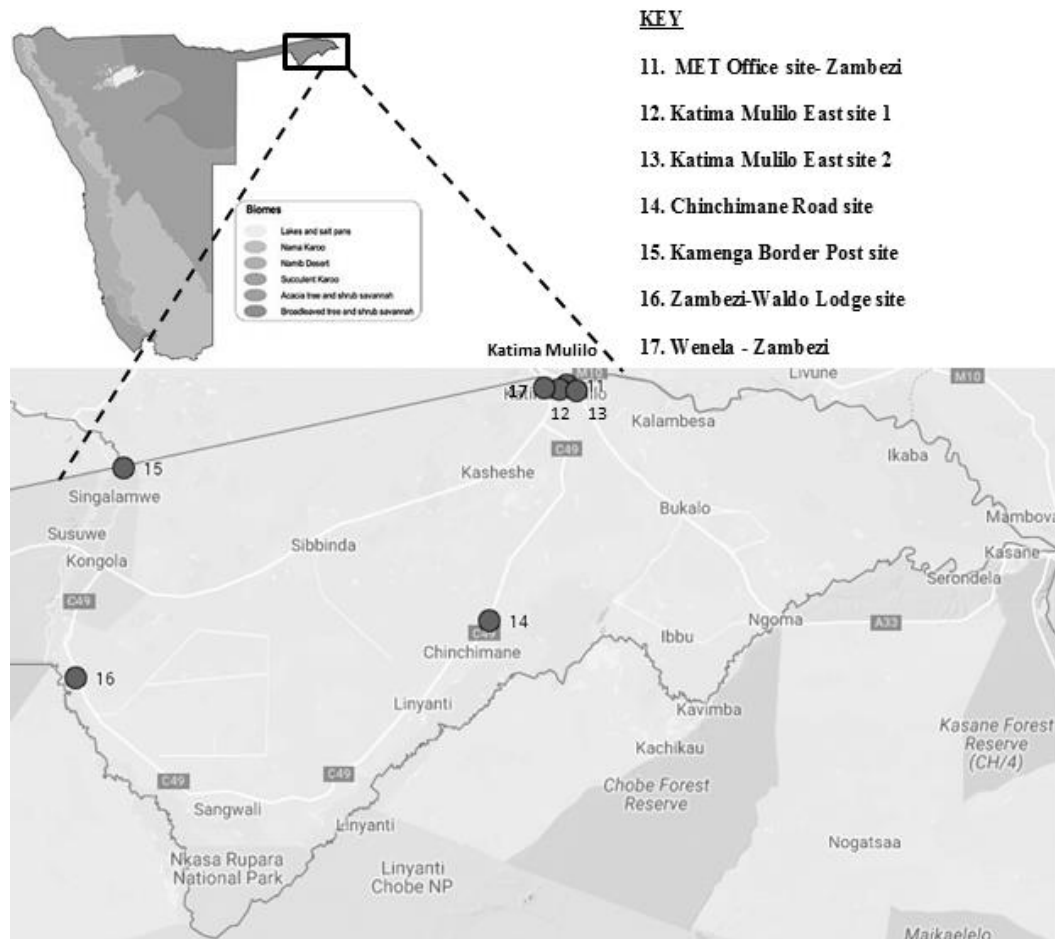 KEY
11. MET Office site- Zambezi
12. Katima Mulilo East site 1
13. Katima Mulilo East site 2
14. Chinchimane Road site
15. Kamenga Border Post site
16. Zambezi-Waldo Lodge site
17. Wenela - Zambezi
Biomes
Lakes and salt pans
Nama Karoo
Namib Desert
Succulent Karoo
Acacia tree and shrub savannah
Broadleaved tree and shrub savannah
Katima Mulilo
M10
Livune
M10
17
11
12
13
Kalambesa
C49
Ikaba
15
Kasheshe
Singalamwe
Bukalo
Mambova
Susuwe
Sibbinda
Kongola
Kasane
Serondela
C49
14
Ngoma
A33
C49
Ibbu
Chinchimane
16
Linyanti
Kavimba
Kasane Forest
Reserve
(CH/4)
Kachikau
C49
C49
Chobe Forest
Reserve
Sangwali
Linyanti
Nogatsaa
Nkasa Rupara
National Park
Linyanti
Chobe NP
Maikaelelo